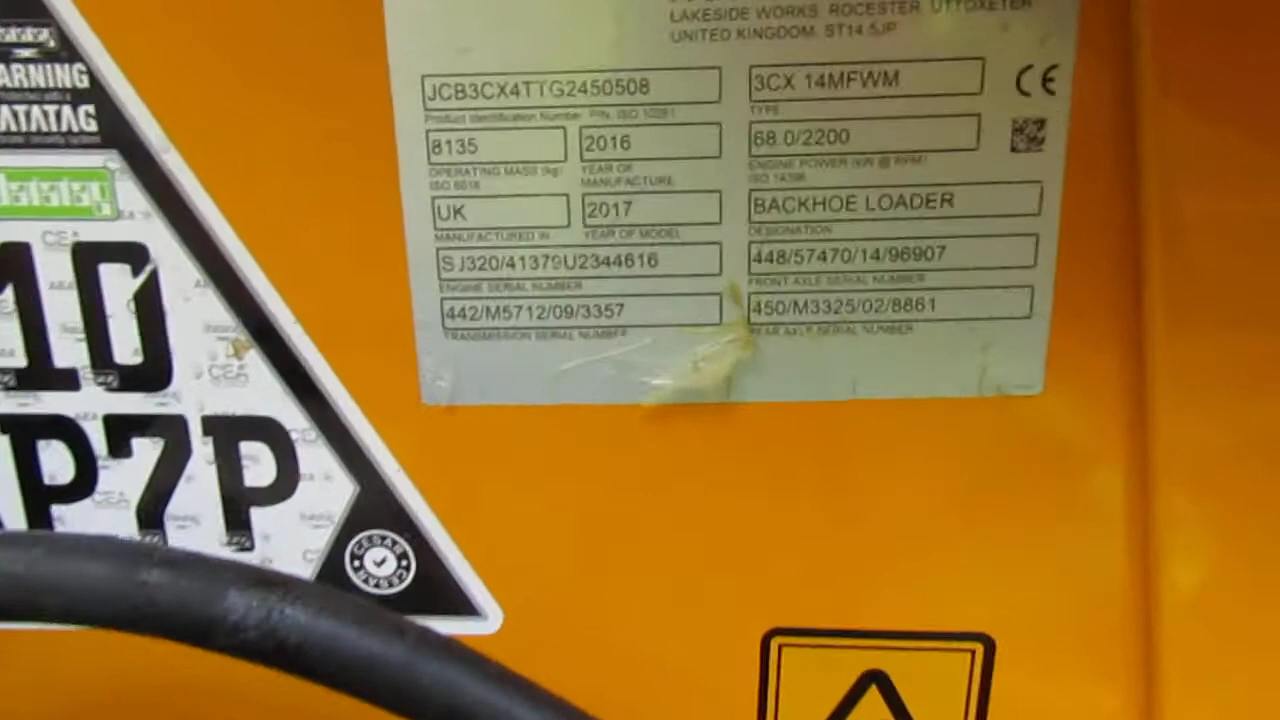 LAKESIDE WORKS, ROCESTER, UTTOXETER
UNITED KINGDOM, ST14 5JP
JCB3CX4TTG2450508
Product Identification Number P/N, ISO 10261
8135
OPERATING MASS (kg)
ISO 6016
2016
YEAR OF
MANUFACTURE
UK
MANUFACTURED IN
2017
YEAR OF MODEL
SJ320/41379U2344616
ENGINE SERIAL NUMBER
442/M5712/09/3357
TRANSMISSION SERIAL NUMBER
3CX 14MFWM
TYPE
CE
68.0/2200
ENGINE POWER (kW @ RPM)
ISO 14396
BACKHOE LOADER
DESIGNATION
448/57470/14/96907
FRONT AXLE SERIAL NUMBER
450/M3325/02/8861
REAR AXLE SERIAL NUMBER
ARNING
ATATAG
CEA
10
P7P
CESAR
CESAR